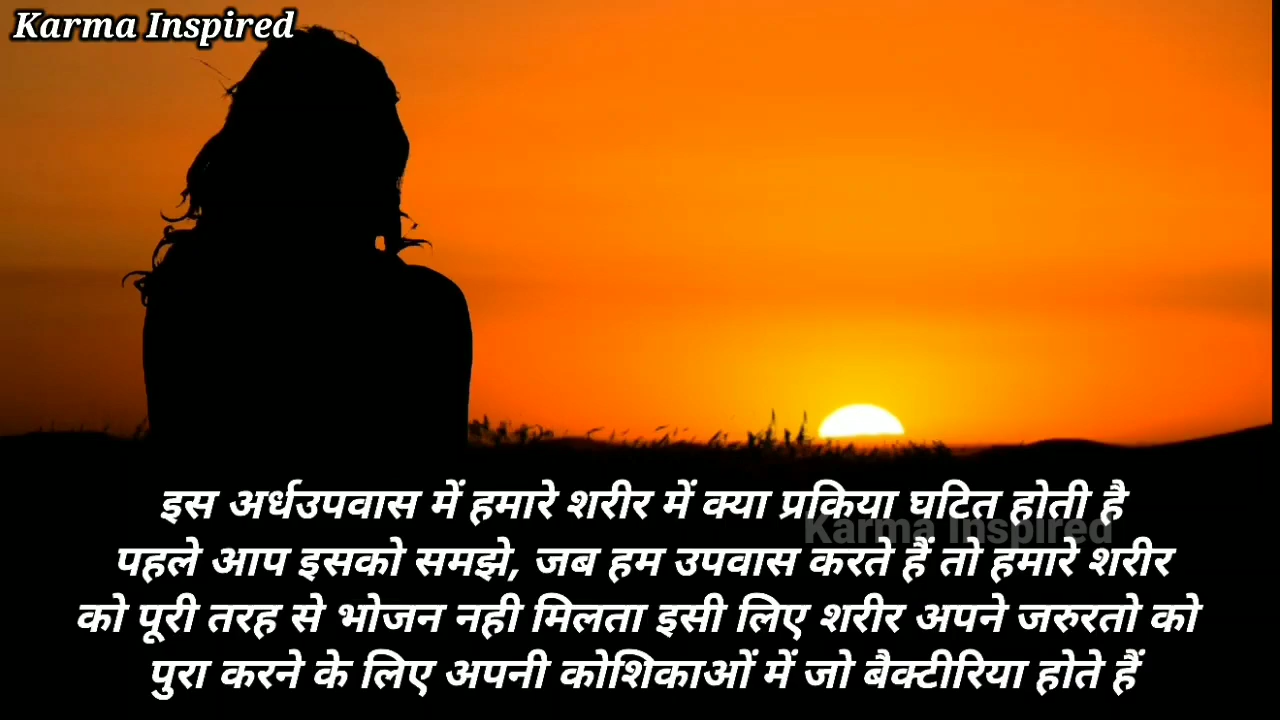 Karma Inspired
इस अर्धउपवास में हमारे शरीर में क्या प्रकिया घटित होती है
Karma Inspired
पहले आप इसको समझे, जब हम उपवास करते हैं तो हमारे शरीर
को पूरी तरह से भोजन नही मिलता इसी लिए शरीर अपने जरुरतो को
पुरा करने के लिए अपनी कोशिकाओं में जो बैक्टीरिया होते हैं